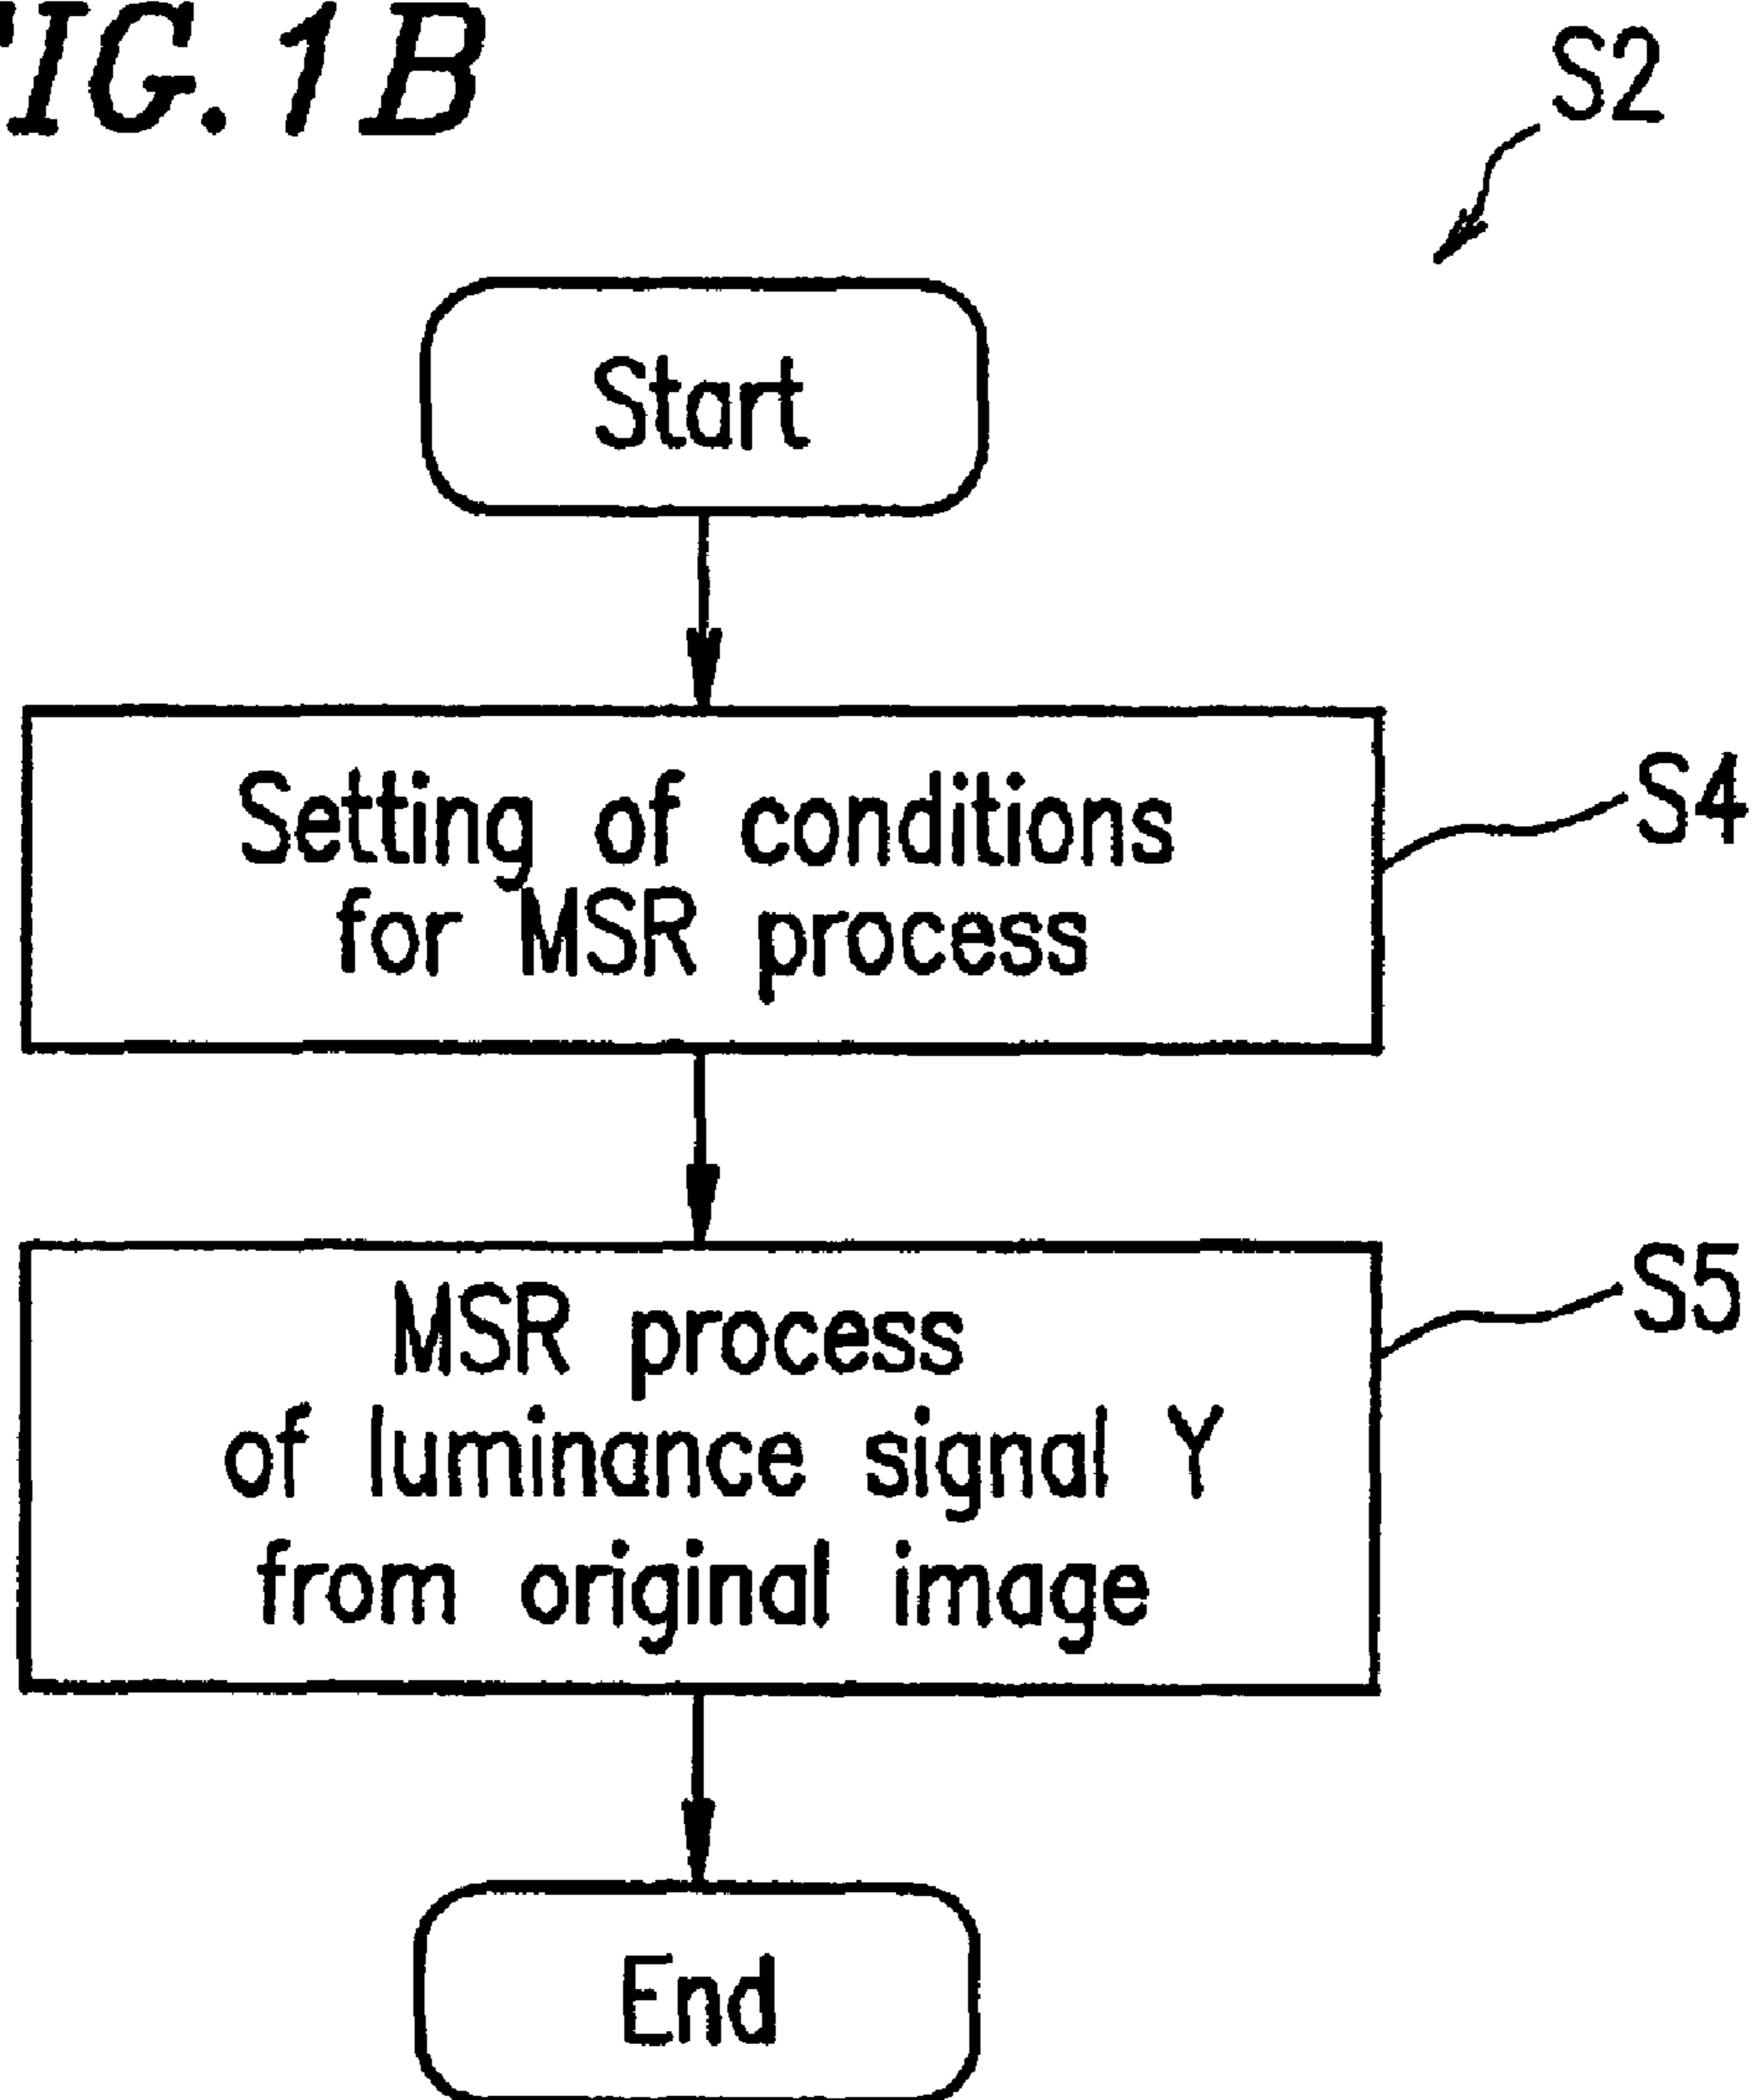 FIG. 1B
S2
Start
Setting of conditions
for MSR process
S4
MSR process
of luminance signal Y
from original image
S5
End